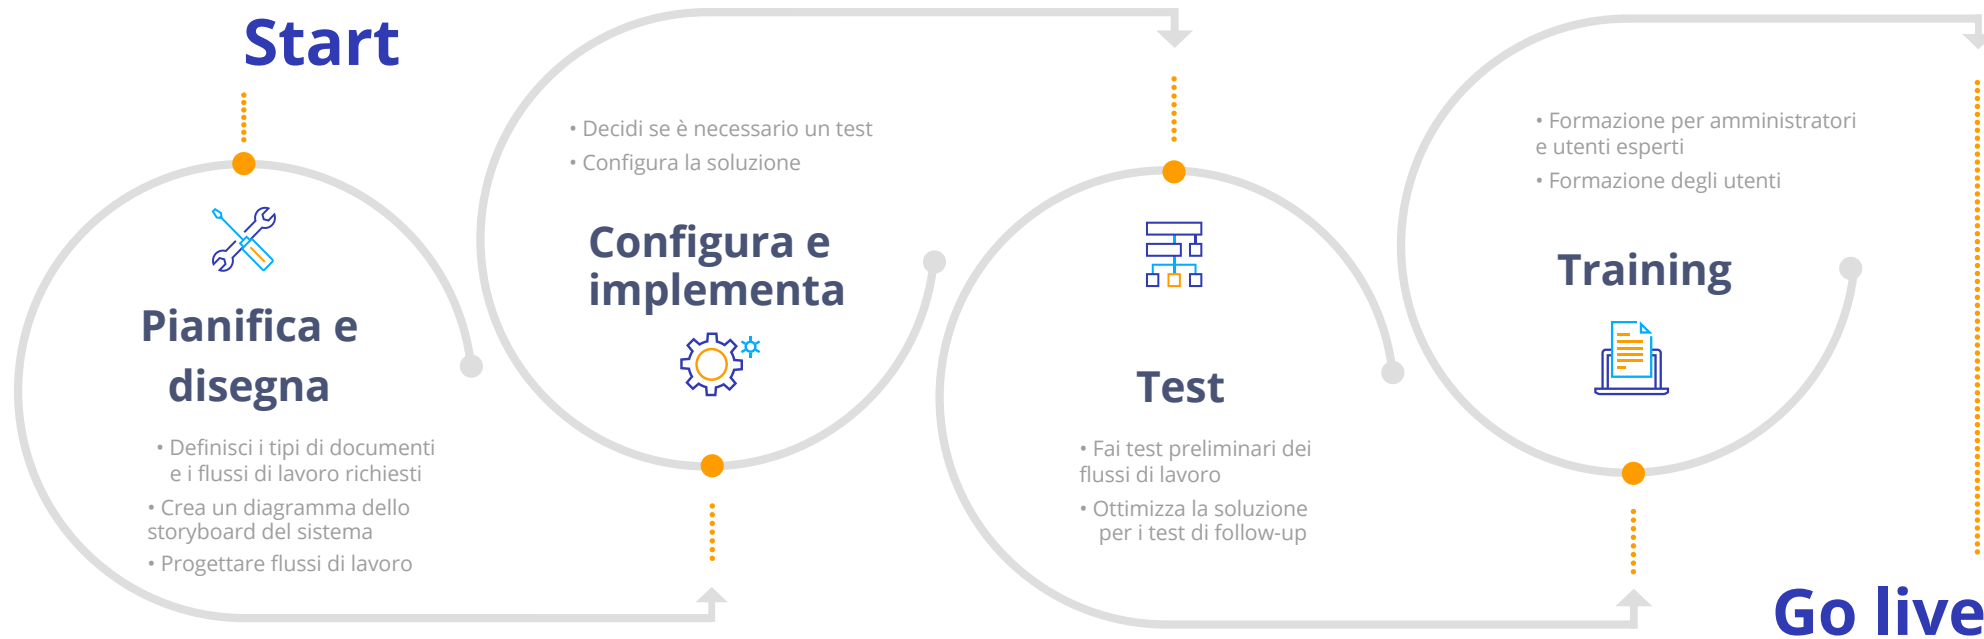 Start
Pianifica e
disegna
• Definisci i tipi di documenti
e i flussi di lavoro richiesti
• Crea un diagramma dello
storyboard del sistema
• Progettare flussi di lavoro
• Decidi se è necessario un test
• Configura la soluzione
Configura e
implementa
Test
• Fai test preliminari dei
flussi di lavoro
• Ottimizza la soluzione
per i test di follow-up
• Formazione per amministratori
e utenti esperti
• Formazione degli utenti
Training
Go live